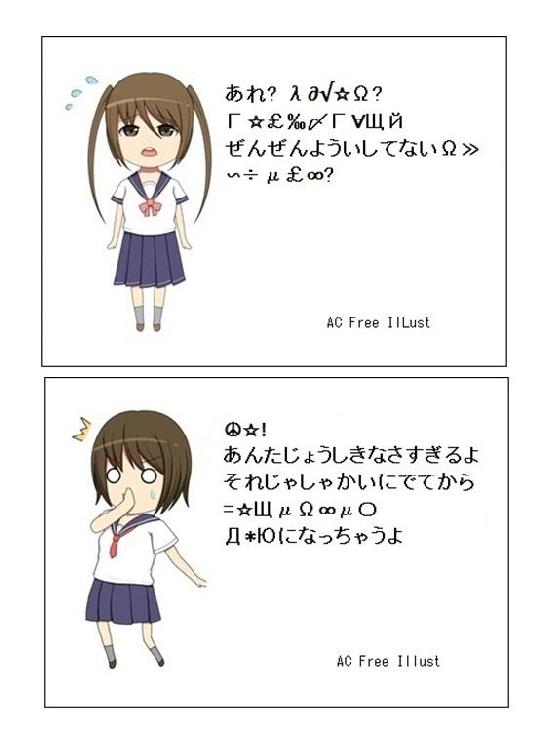 あれ? λ∂√☆Ω?
Γ☆£‰〆Γ∀ЩЙ
ぜんぜんよういしてないΩ≫
∽÷μ£∞?
AC Free IlLust
☮☆!
あんたじょうしきなさすぎるよ
それじゃしゃかいにでてから
=☆ЩμΩ∞μ〇
Д*Юになっちゃうよ
AC Free Illust